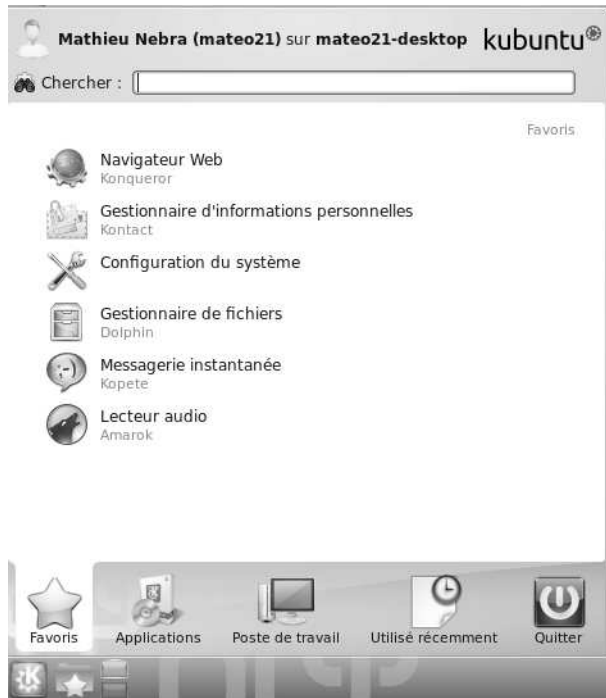 Mathieu Nebra (mateo21) sur mateo21-desktop kubuntu
Chercher :
Favoris
Navigateur Web
Konqueror
Gestionnaire d'informations personnelles
Kontact
Configuration du système
Gestionnaire de fichiers
Dolphin
Messagerie instantanée
Kopete
Lecteur audio
Amarok
Favoris Applications Poste de travail Utilisé récemment Quitter